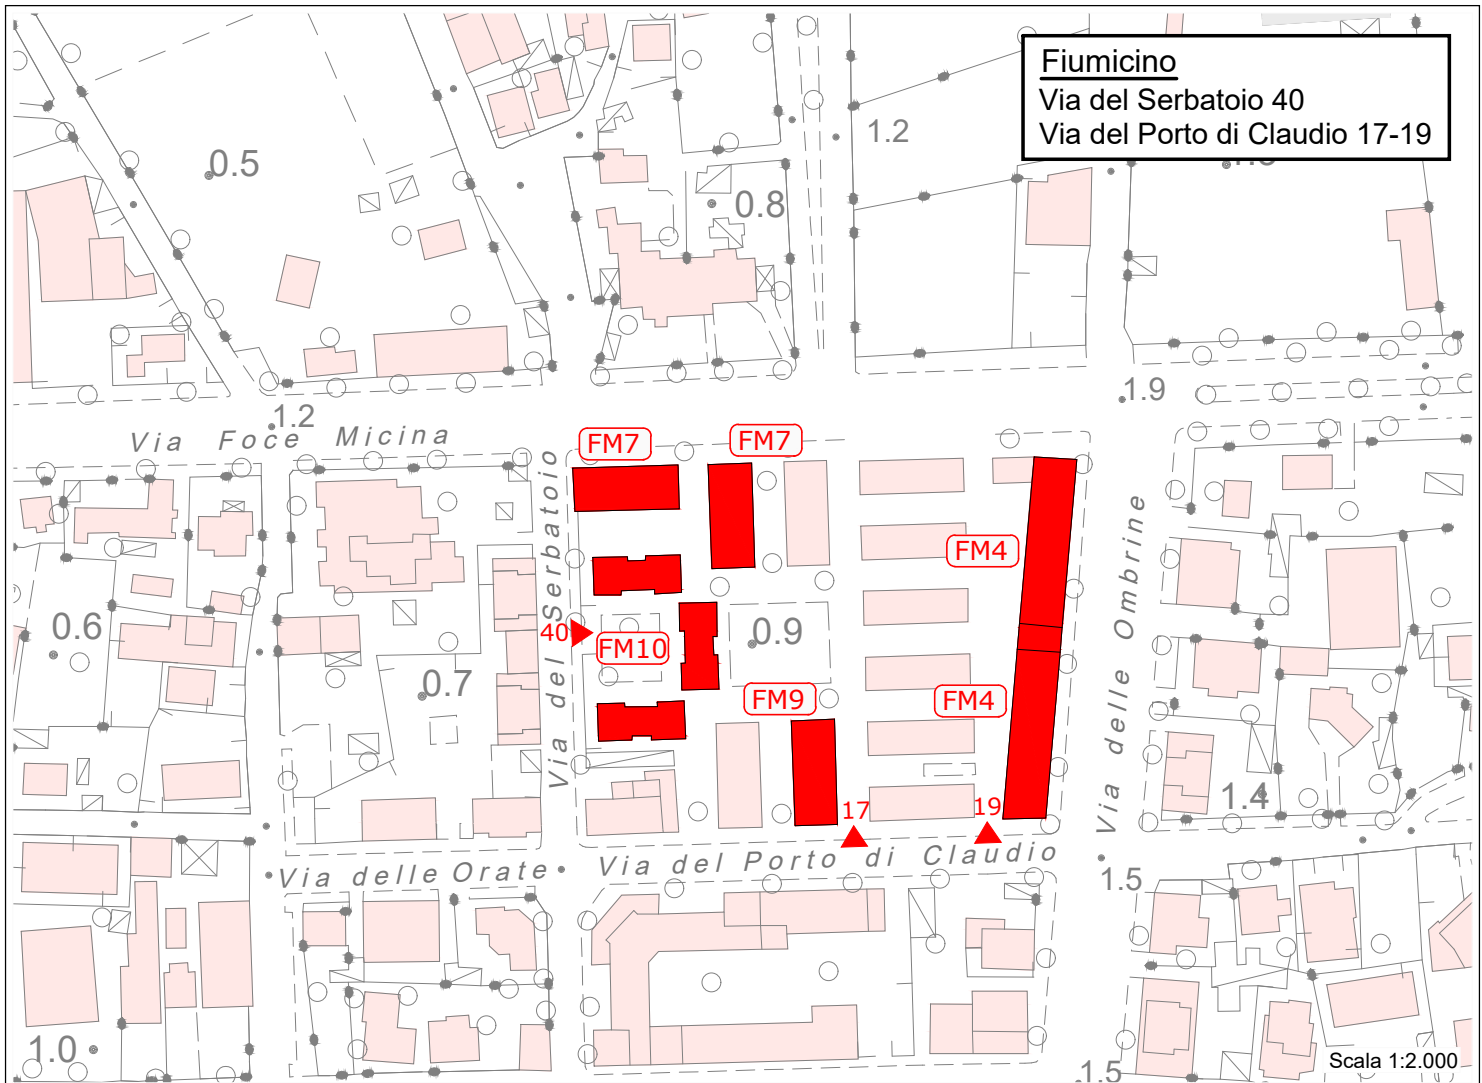 Fiumicino
Via del Serbatoio 40
Via del Porto di Claudio 17-19
1.2
0.5
0.8
1.9
1.2
Via Foce Micina
FM7
FM7
Via del Serbatoio
FM4
Via delle Ombrine
0.6
40
FM10
0.9
0.7
FM9
FM4
1.4
17
19
Via delle Orate
Via del Porto di Claudio
1.5
1.0
1.5
Scala 1:2.000